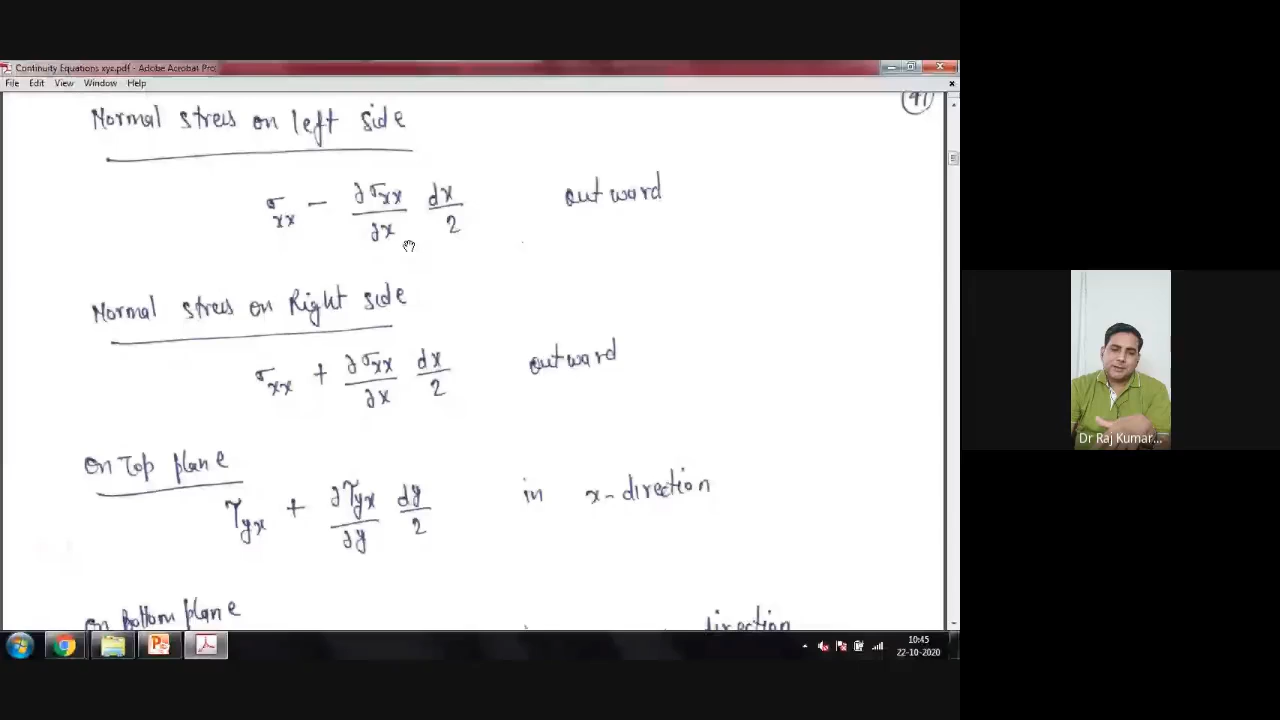 Continuity Equations xyz.pdf - Adobe Acrobat Pro
File Edit View Window Help
41
Normal stress on left side
σxx − ∂σxx/∂x dx/2 outward
Normal stress on Right side
σxx + ∂σxx/∂x dx/2 outward
On Top plane
τyx + ∂τyx/∂y dy/2 in x-direction
On Bottom plane
direction
Dr Raj Kumar...
10:45
22-10-2020